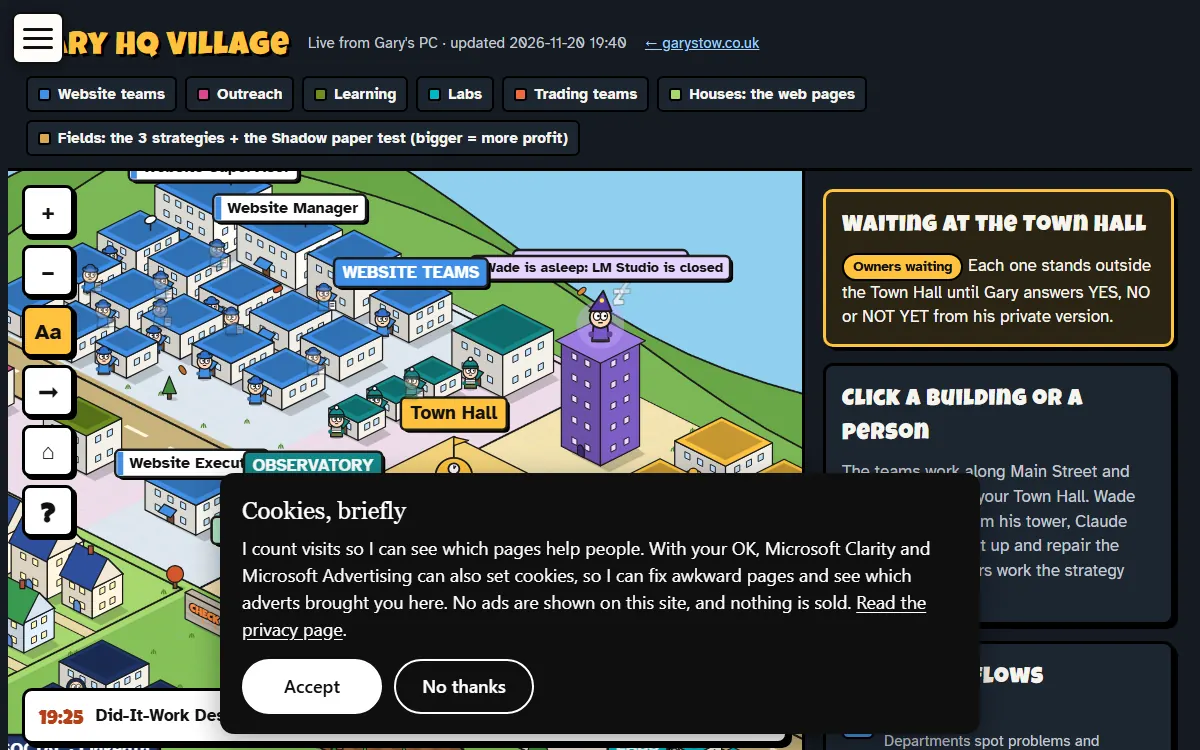 ARY HQ VILLAGE
Live from Gary's PC · updated 2026-11-20 19:40
← garystow.co.uk
Website teams
Outreach
Learning
Labs
Trading teams
Houses: the web pages
Fields: the 3 strategies + the Shadow paper test (bigger = more profit)
+
−
Aa
→
⌂
?
Website Manager
WEBSITE TEAMS
Wade is asleep: LM Studio is closed
Town Hall
Website Execut
OBSERVATORY
WAITING AT THE TOWN HALL
Owners waiting Each one stands outside
the Town Hall until Gary answers YES, NO
or NOT YET from his private version.
CLICK A BUILDING OR A
PERSON
The teams work along Main Street and
your Town Hall. Wade
m his tower, Claude
t up and repair the
rs work the strategy
FLOWS
Departments spot problems and
Cookies, briefly
I count visits so I can see which pages help people. With your OK, Microsoft Clarity and
Microsoft Advertising can also set cookies, so I can fix awkward pages and see which
adverts brought you here. No ads are shown on this site, and nothing is sold. Read the
privacy page.
Accept
No thanks
19:25 Did-It-Work Des